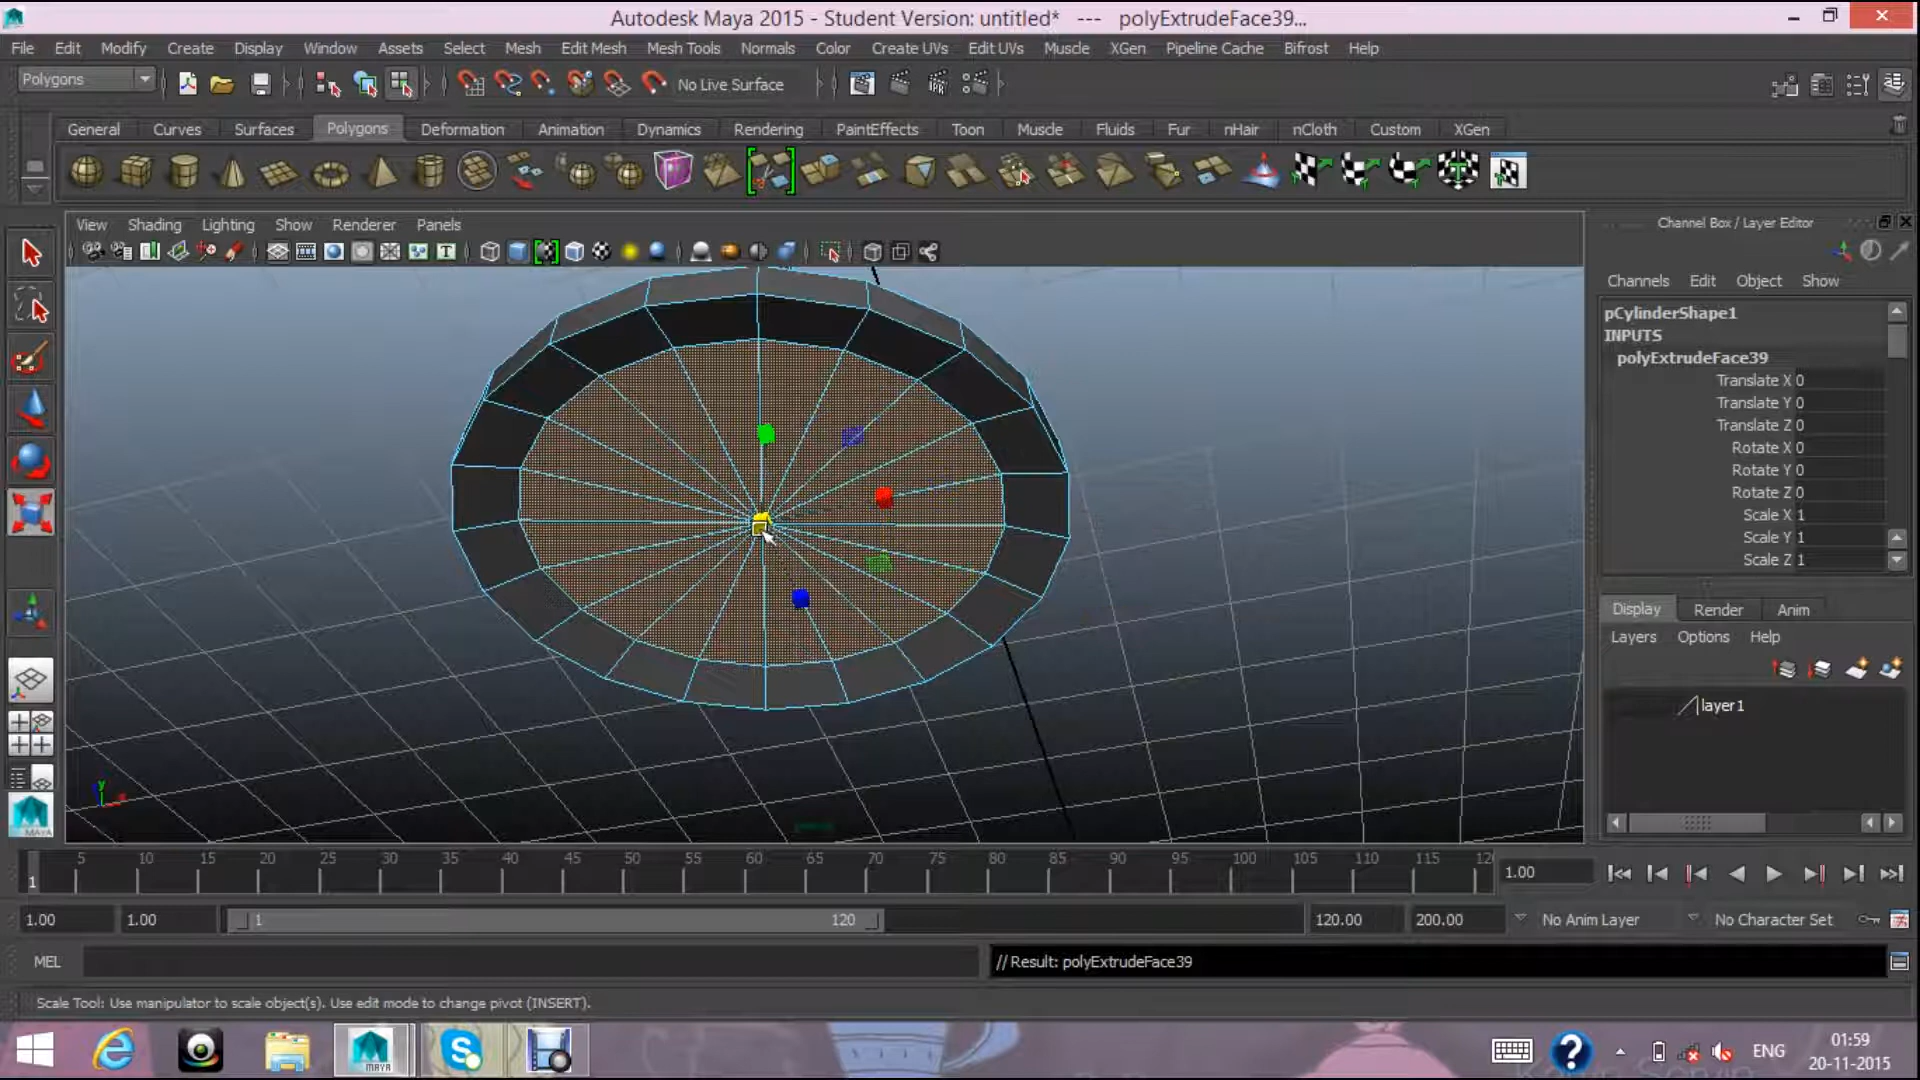 Autodesk Maya 2015 - Student Version: untitled* --- polyExtrudeFace39...
File Edit Modify Create Display Window Assets Select Mesh Edit Mesh Mesh Tools Normals Color Create UVs Edit UVs Muscle XGen Pipeline Cache Bifrost Help
Polygons
No Live Surface
IPR
General Curves Surfaces Polygons Deformation Animation Dynamics Rendering PaintEffects Toon Muscle Fluids Fur nHair nCloth Custom XGen
View Shading Lighting Show Renderer Panels
Channel Box / Layer Editor
Channels Edit Object Show
pCylinderShape1
INPUTS
polyExtrudeFace39
Translate X 0
Translate Y 0
Translate Z 0
Rotate X 0
Rotate Y 0
Rotate Z 0
Scale X 1
Scale Y 1
Scale Z 1
Display Render Anim
Layers Options Help
layer1
y
MAYA
5 10 15 20 25 30 35 40 45 50 55 60 65 70 75 80 85 90 95 100 105 110 115 12
1
1.00
1.00 1.00 1 120 120.00 200.00 No Anim Layer No Character Set
MEL
// Result: polyExtrudeFace39
Scale Tool: Use manipulator to scale object(s). Use edit mode to change pivot (INSERT).
MAYA
ENG
01:59
20-11-2015